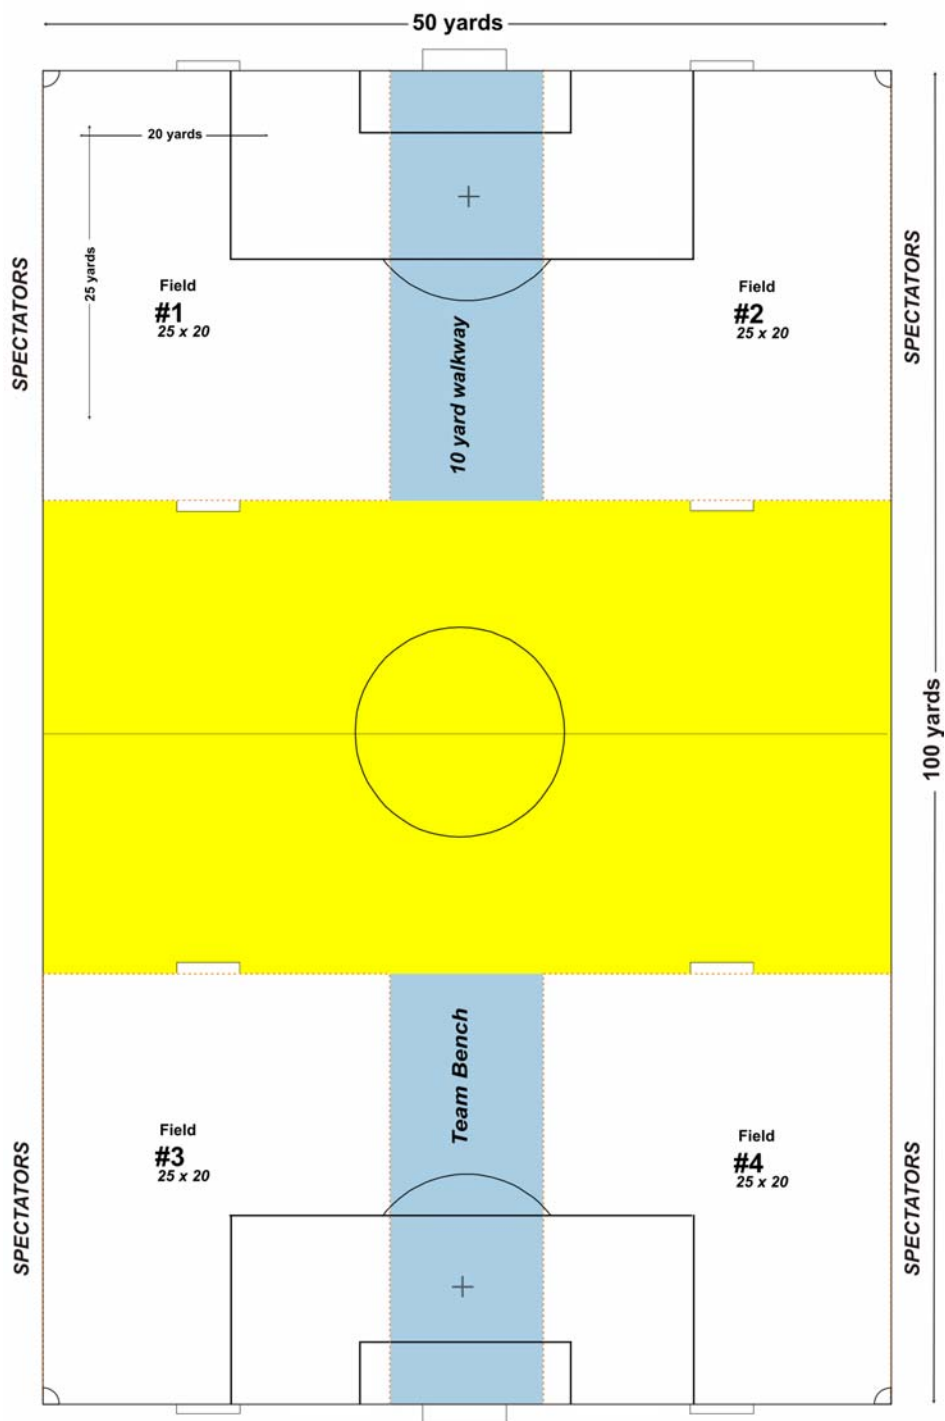 50 yards
20 yards
25 yards
SPECTATORS
Field
#1
25 x 20
10 yard walkway
Field
#2
25 x 20
SPECTATORS
100 yards
SPECTATORS
Field
#3
25 x 20
Team Bench
Field
#4
25 x 20
SPECTATORS